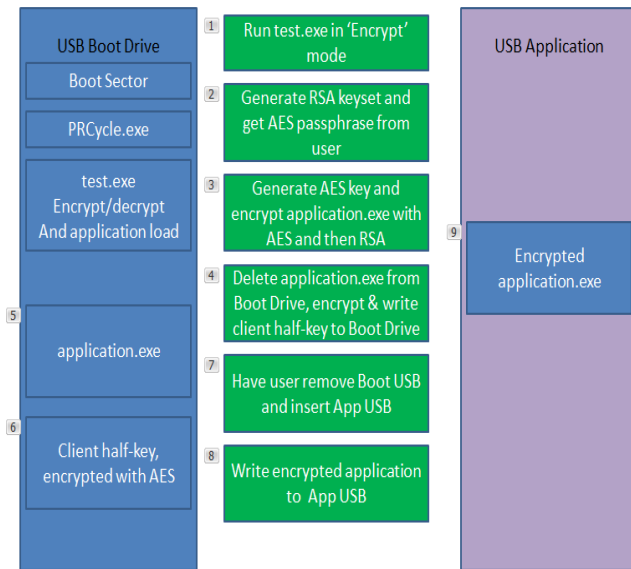 USB Boot Drive
Boot Sector
PRCycle.exe
test.exe
Encrypt/decrypt
And application load
5
application.exe
6
Client half-key,
encrypted with AES
1
Run test.exe in ‘Encrypt’
mode
2
Generate RSA keyset and
get AES passphrase from
user
3
Generate AES key and
encrypt application.exe with
AES and then RSA
4
Delete application.exe from
Boot Drive, encrypt & write
client half-key to Boot Drive
7
Have user remove Boot USB
and insert App USB
8
Write encrypted application
to App USB
USB Application
9
Encrypted
application.exe